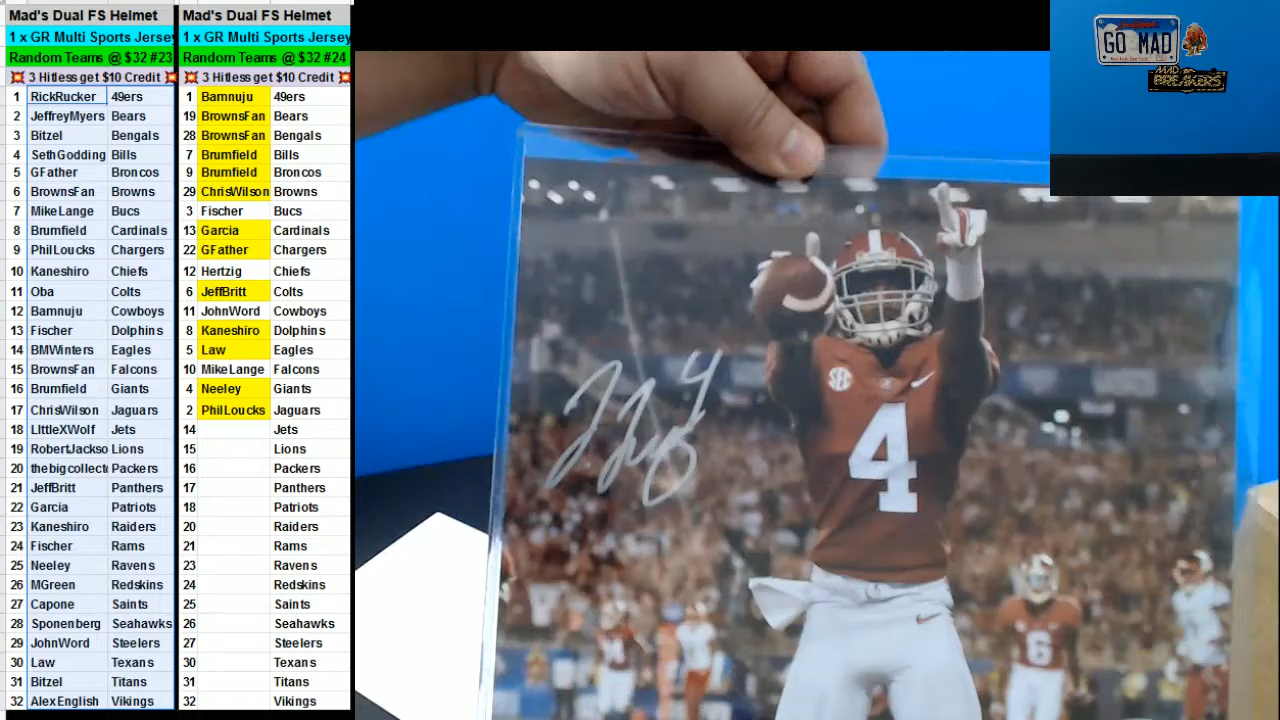 Mad's Dual FS Helmet
1 x GR Multi Sports Jersey
Random Teams @ $32 #23
💥 3 Hitless get $10 Credit 💥
1 RickRucker 49ers
2 JeffreyMyers Bears
3 Bitzel Bengals
4 SethGodding Bills
5 GFather Broncos
6 BrownsFan Browns
7 MikeLange Bucs
8 Brumfield Cardinals
9 PhilLoucks Chargers
10 Kaneshiro Chiefs
11 Oba Colts
12 Bamnuju Cowboys
13 Fischer Dolphins
14 BMWinters Eagles
15 BrownsFan Falcons
16 Brumfield Giants
17 ChrisWilson Jaguars
18 LIttleXWolf Jets
19 RobertJackso Lions
20 thebigcollecto Packers
21 JeffBritt Panthers
22 Garcia Patriots
23 Kaneshiro Raiders
24 Fischer Rams
25 Neeley Ravens
26 MGreen Redskins
27 Capone Saints
28 Sponenberg Seahawks
29 JohnWord Steelers
30 Law Texans
31 Bitzel Titans
32 AlexEnglish Vikings
Mad's Dual FS Helmet
1 x GR Multi Sports Jersey
Random Teams @ $32 #24
💥 3 Hitless get $10 Credit 💥
1 Bamnuju 49ers
19 BrownsFan Bears
28 BrownsFan Bengals
7 Brumfield Bills
9 Brumfield Broncos
29 ChrisWilson Browns
3 Fischer Bucs
13 Garcia Cardinals
22 GFather Chargers
12 Hertzig Chiefs
6 JeffBritt Colts
11 JohnWord Cowboys
8 Kaneshiro Dolphins
5 Law Eagles
10 MikeLange Falcons
4 Neeley Giants
2 PhilLoucks Jaguars
14 Jets
15 Lions
16 Packers
17 Panthers
18 Patriots
20 Raiders
21 Rams
23 Ravens
24 Redskins
25 Saints
26 Seahawks
27 Steelers
30 Texans
31 Titans
32 Vikings
GO MAD
MAD
BREAKERS
SEC
4
4
6